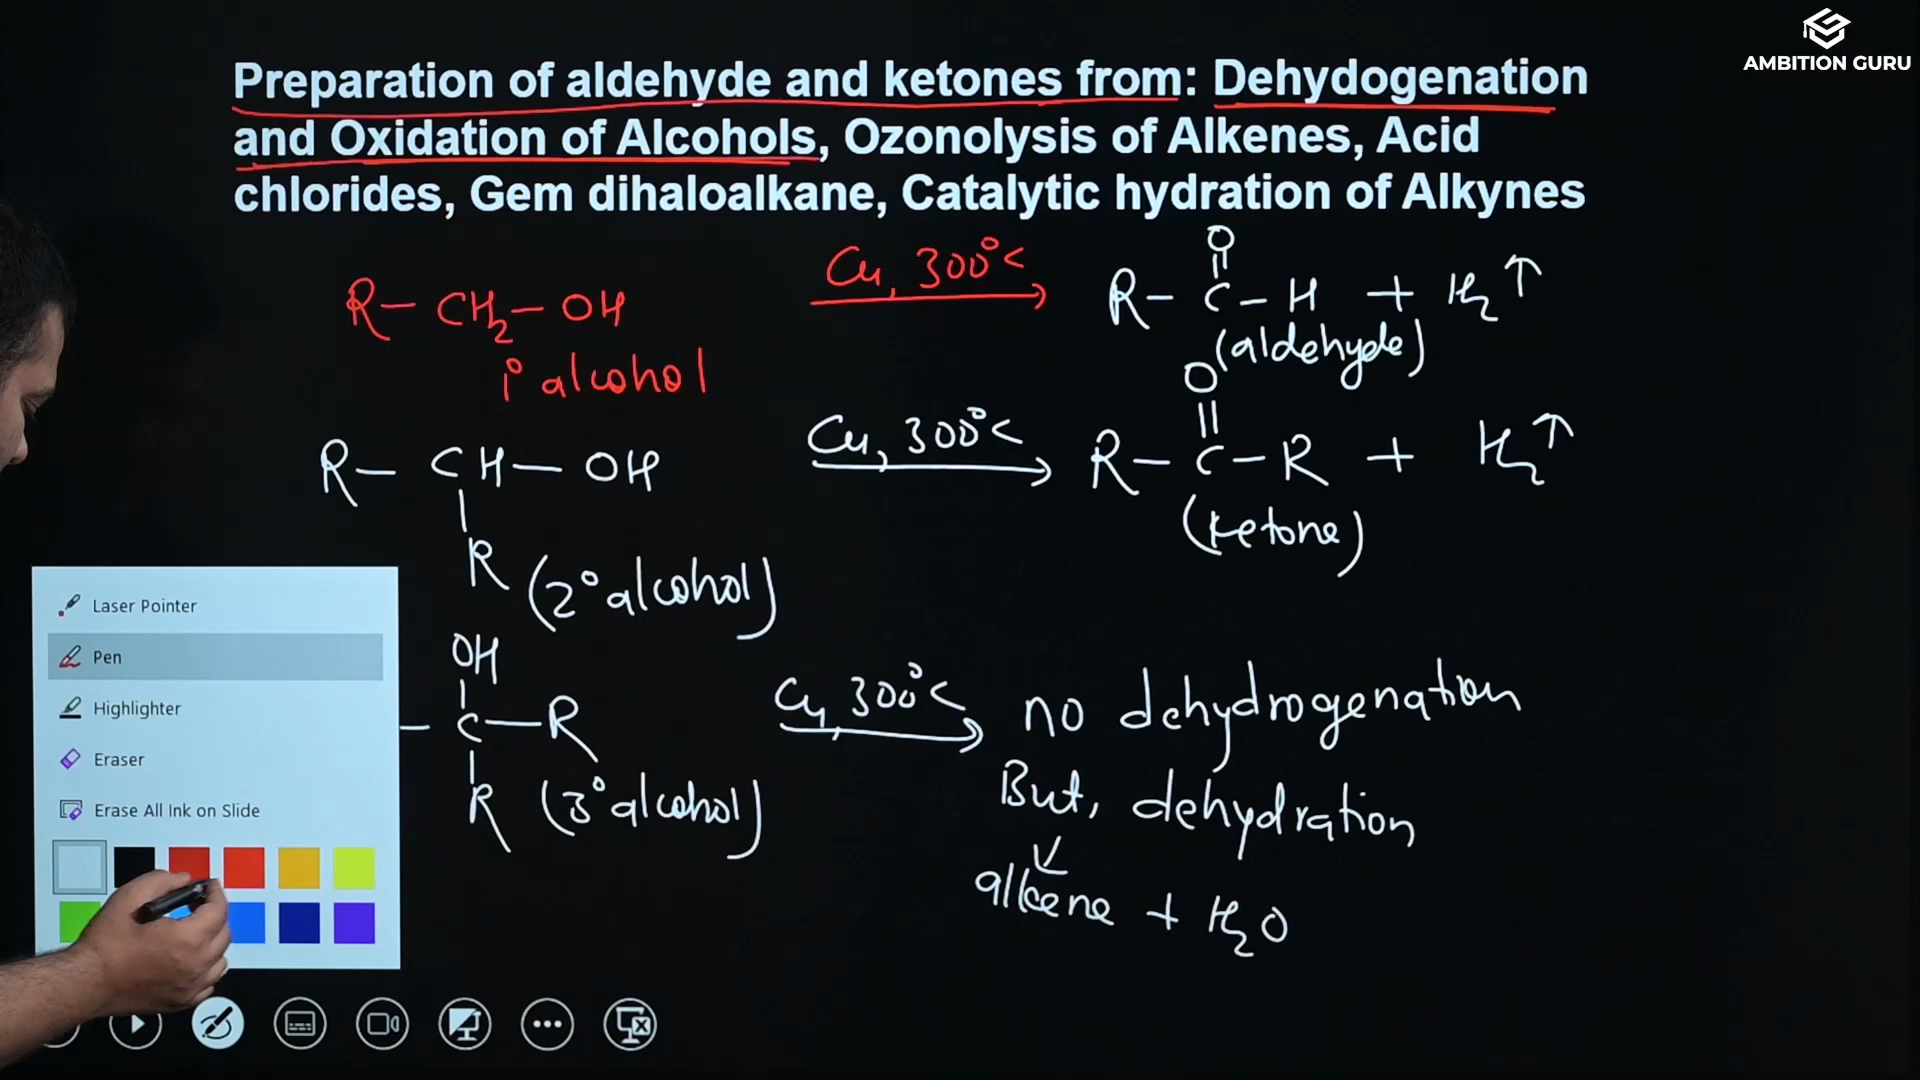 AMBITION GURU
Preparation of aldehyde and ketones from: Dehydogenation
and Oxidation of Alcohols, Ozonolysis of Alkenes, Acid
chlorides, Gem dihaloalkane, Catalytic hydration of Alkynes
R – CH₂ – OH
1° alcohol
Cu, 300°C
O
R – C – H + H₂ ↑
(aldehyde)
R – CH – OH
R
(2° alcohol)
Cu, 300°C
O
R – C – R + H₂ ↑
(ketone)
OH
– C – R
R
(3° alcohol)
Cu, 300°C
no dehydrogenation
But, dehydration
alkene + H₂O
Laser Pointer
Pen
Highlighter
Eraser
Erase All Ink on Slide